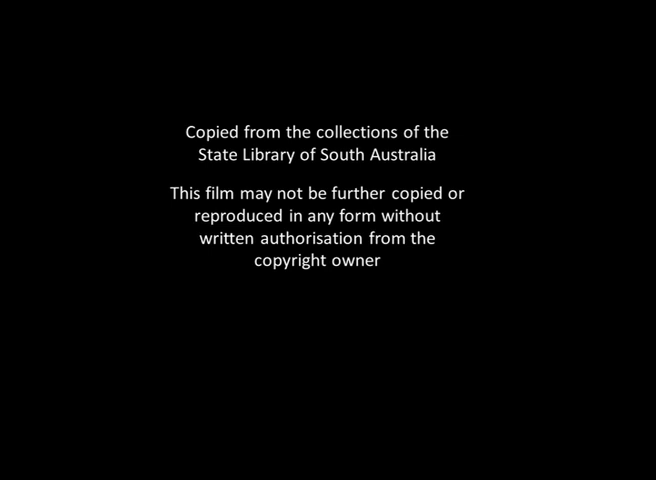 Copied from the collections of the
State Library of South Australia
This film may not be further copied or
reproduced in any form without
written authorisation from the
copyright owner